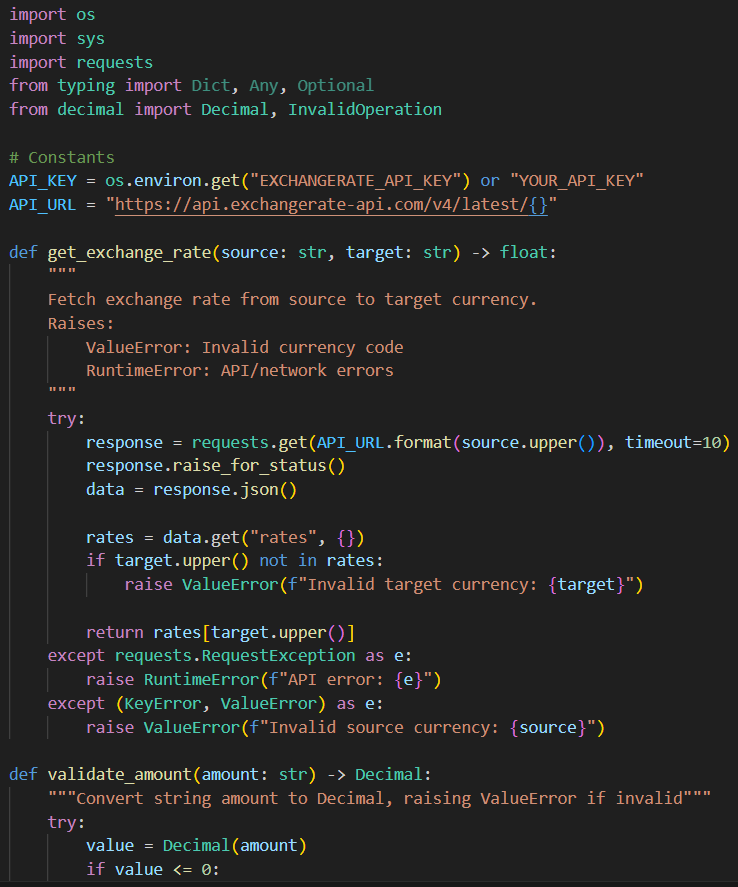 import os
import sys
import requests
from typing import Dict, Any, Optional
from decimal import Decimal, InvalidOperation

# Constants
API_KEY = os.environ.get("EXCHANGERATE_API_KEY") or "YOUR_API_KEY"
API_URL = "https://api.exchangerate-api.com/v4/latest/{}"

def get_exchange_rate(source: str, target: str) -> float:
    """
    Fetch exchange rate from source to target currency.
    Raises:
        ValueError: Invalid currency code
        RuntimeError: API/network errors
    """
    try:
        response = requests.get(API_URL.format(source.upper()), timeout=10)
        response.raise_for_status()
        data = response.json()

        rates = data.get("rates", {})
        if target.upper() not in rates:
            raise ValueError(f"Invalid target currency: {target}")

        return rates[target.upper()]
    except requests.RequestException as e:
        raise RuntimeError(f"API error: {e}")
    except (KeyError, ValueError) as e:
        raise ValueError(f"Invalid source currency: {source}")

def validate_amount(amount: str) -> Decimal:
    """Convert string amount to Decimal, raising ValueError if invalid"""
    try:
        value = Decimal(amount)
        if value <= 0: